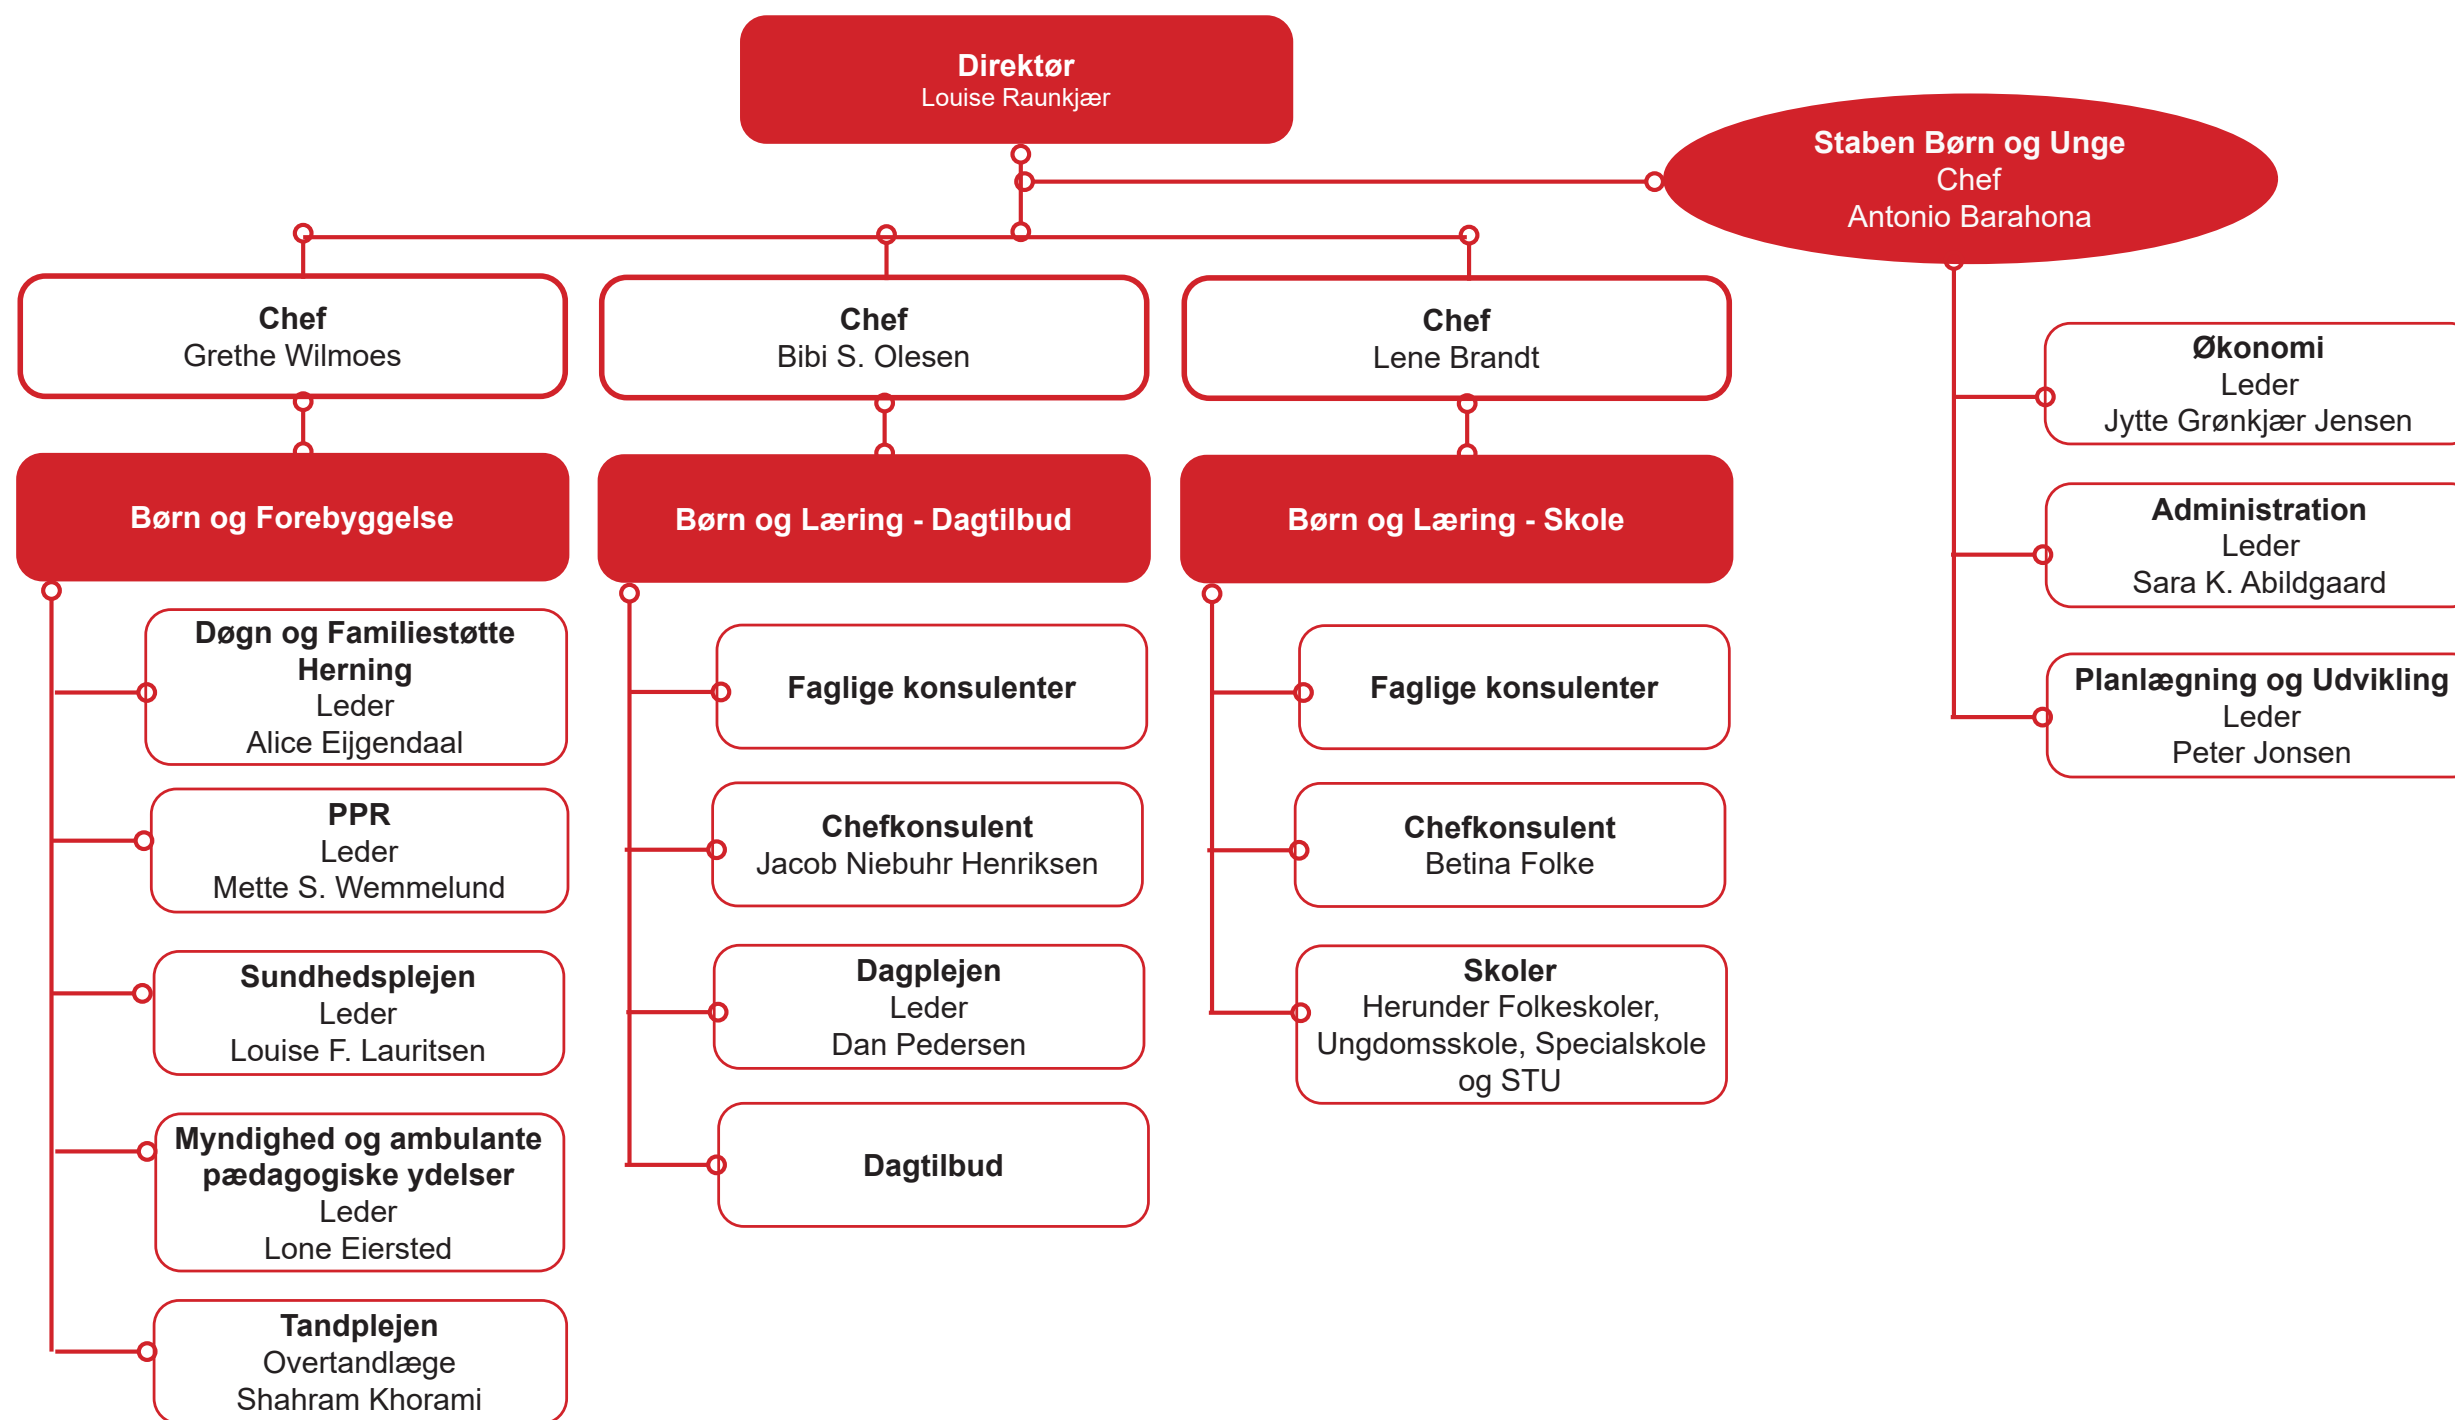 Direktør
Louise Raunkjær
Staben Børn og Unge
Chef
Antonio Barahona
Chef
Grethe Wilmoes
Chef
Bibi S. Olesen
Chef
Lene Brandt
Børn og Forebyggelse
Døgn og Familiestøtte
Herning
Leder
Alice Eijgendaal
PPR
Leder
Mette S. Wemmelund
Sundhedsplejen
Leder
Louise F. Lauritsen
Myndighed og ambulante
pædagogiske ydelser
Leder
Lone Eiersted
Tandplejen
Overtandlæge
Shahram Khorami
Børn og Læring - Dagtilbud
Faglige konsulenter
Chefkonsulent
Jacob Niebuhr Henriksen
Dagplejen
Leder
Dan Pedersen
Dagtilbud
Børn og Læring - Skole
Faglige konsulenter
Chefkonsulent
Betina Folke
Skoler
Herunder Folkeskoler,
Ungdomsskole, Specialskole
og STU
Økonomi
Leder
Jytte Grønkjær Jensen
Administration
Leder
Sara K. Abildgaard
Planlægning og Udvikling
Leder
Peter Jonsen